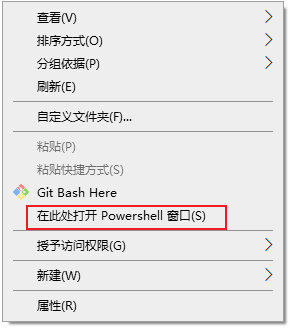 查看(V)
排序方式(O)
分组依据(P)
刷新(E)
自定义文件夹(F)...
粘贴(P)
粘贴快捷方式(S)
Git Bash Here
在此处打开 Powershell 窗口(S)
授予访问权限(G)
新建(W)
属性(R)